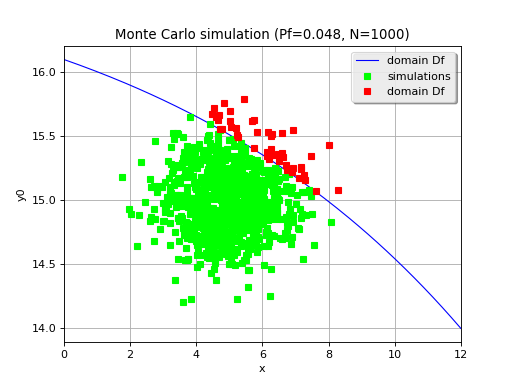 Monte Carlo simulation (Pf=0.048, N=1000)
domain Df
simulations
domain Df
16.0
15.5
15.0
14.5
14.0
y0
0 2 4 6 8 10 12
x